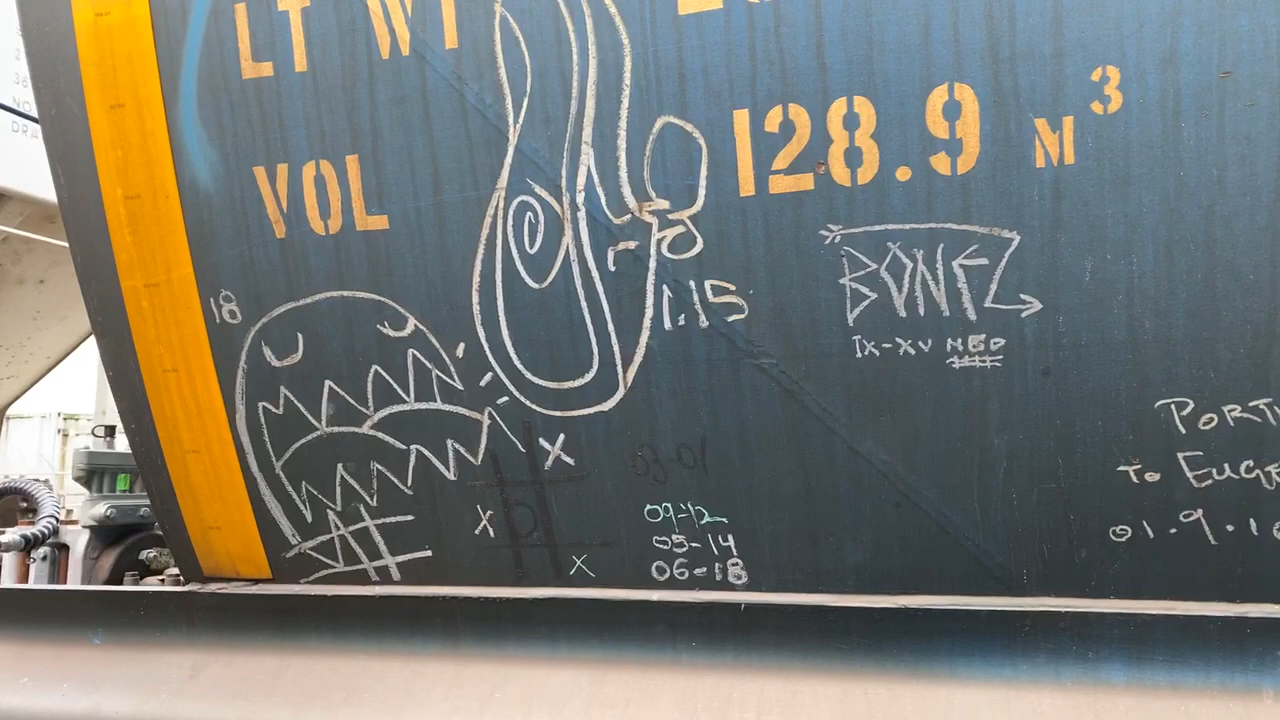 LT WT
VOL 128.9 M³
18
1.15
BONEZ
IX-XV
03-01
X
09-12
05-14
06-18
X
X
PORT
TO EUGE
01.9.1